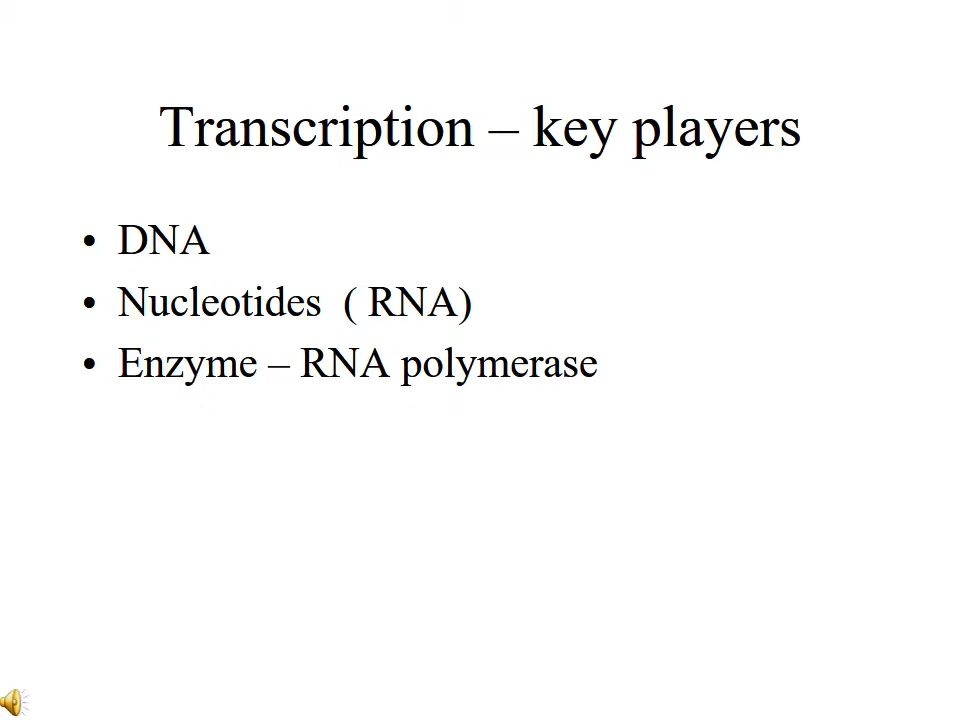 Transcription – key players
• DNA
• Nucleotides ( RNA)
• Enzyme – RNA polymerase